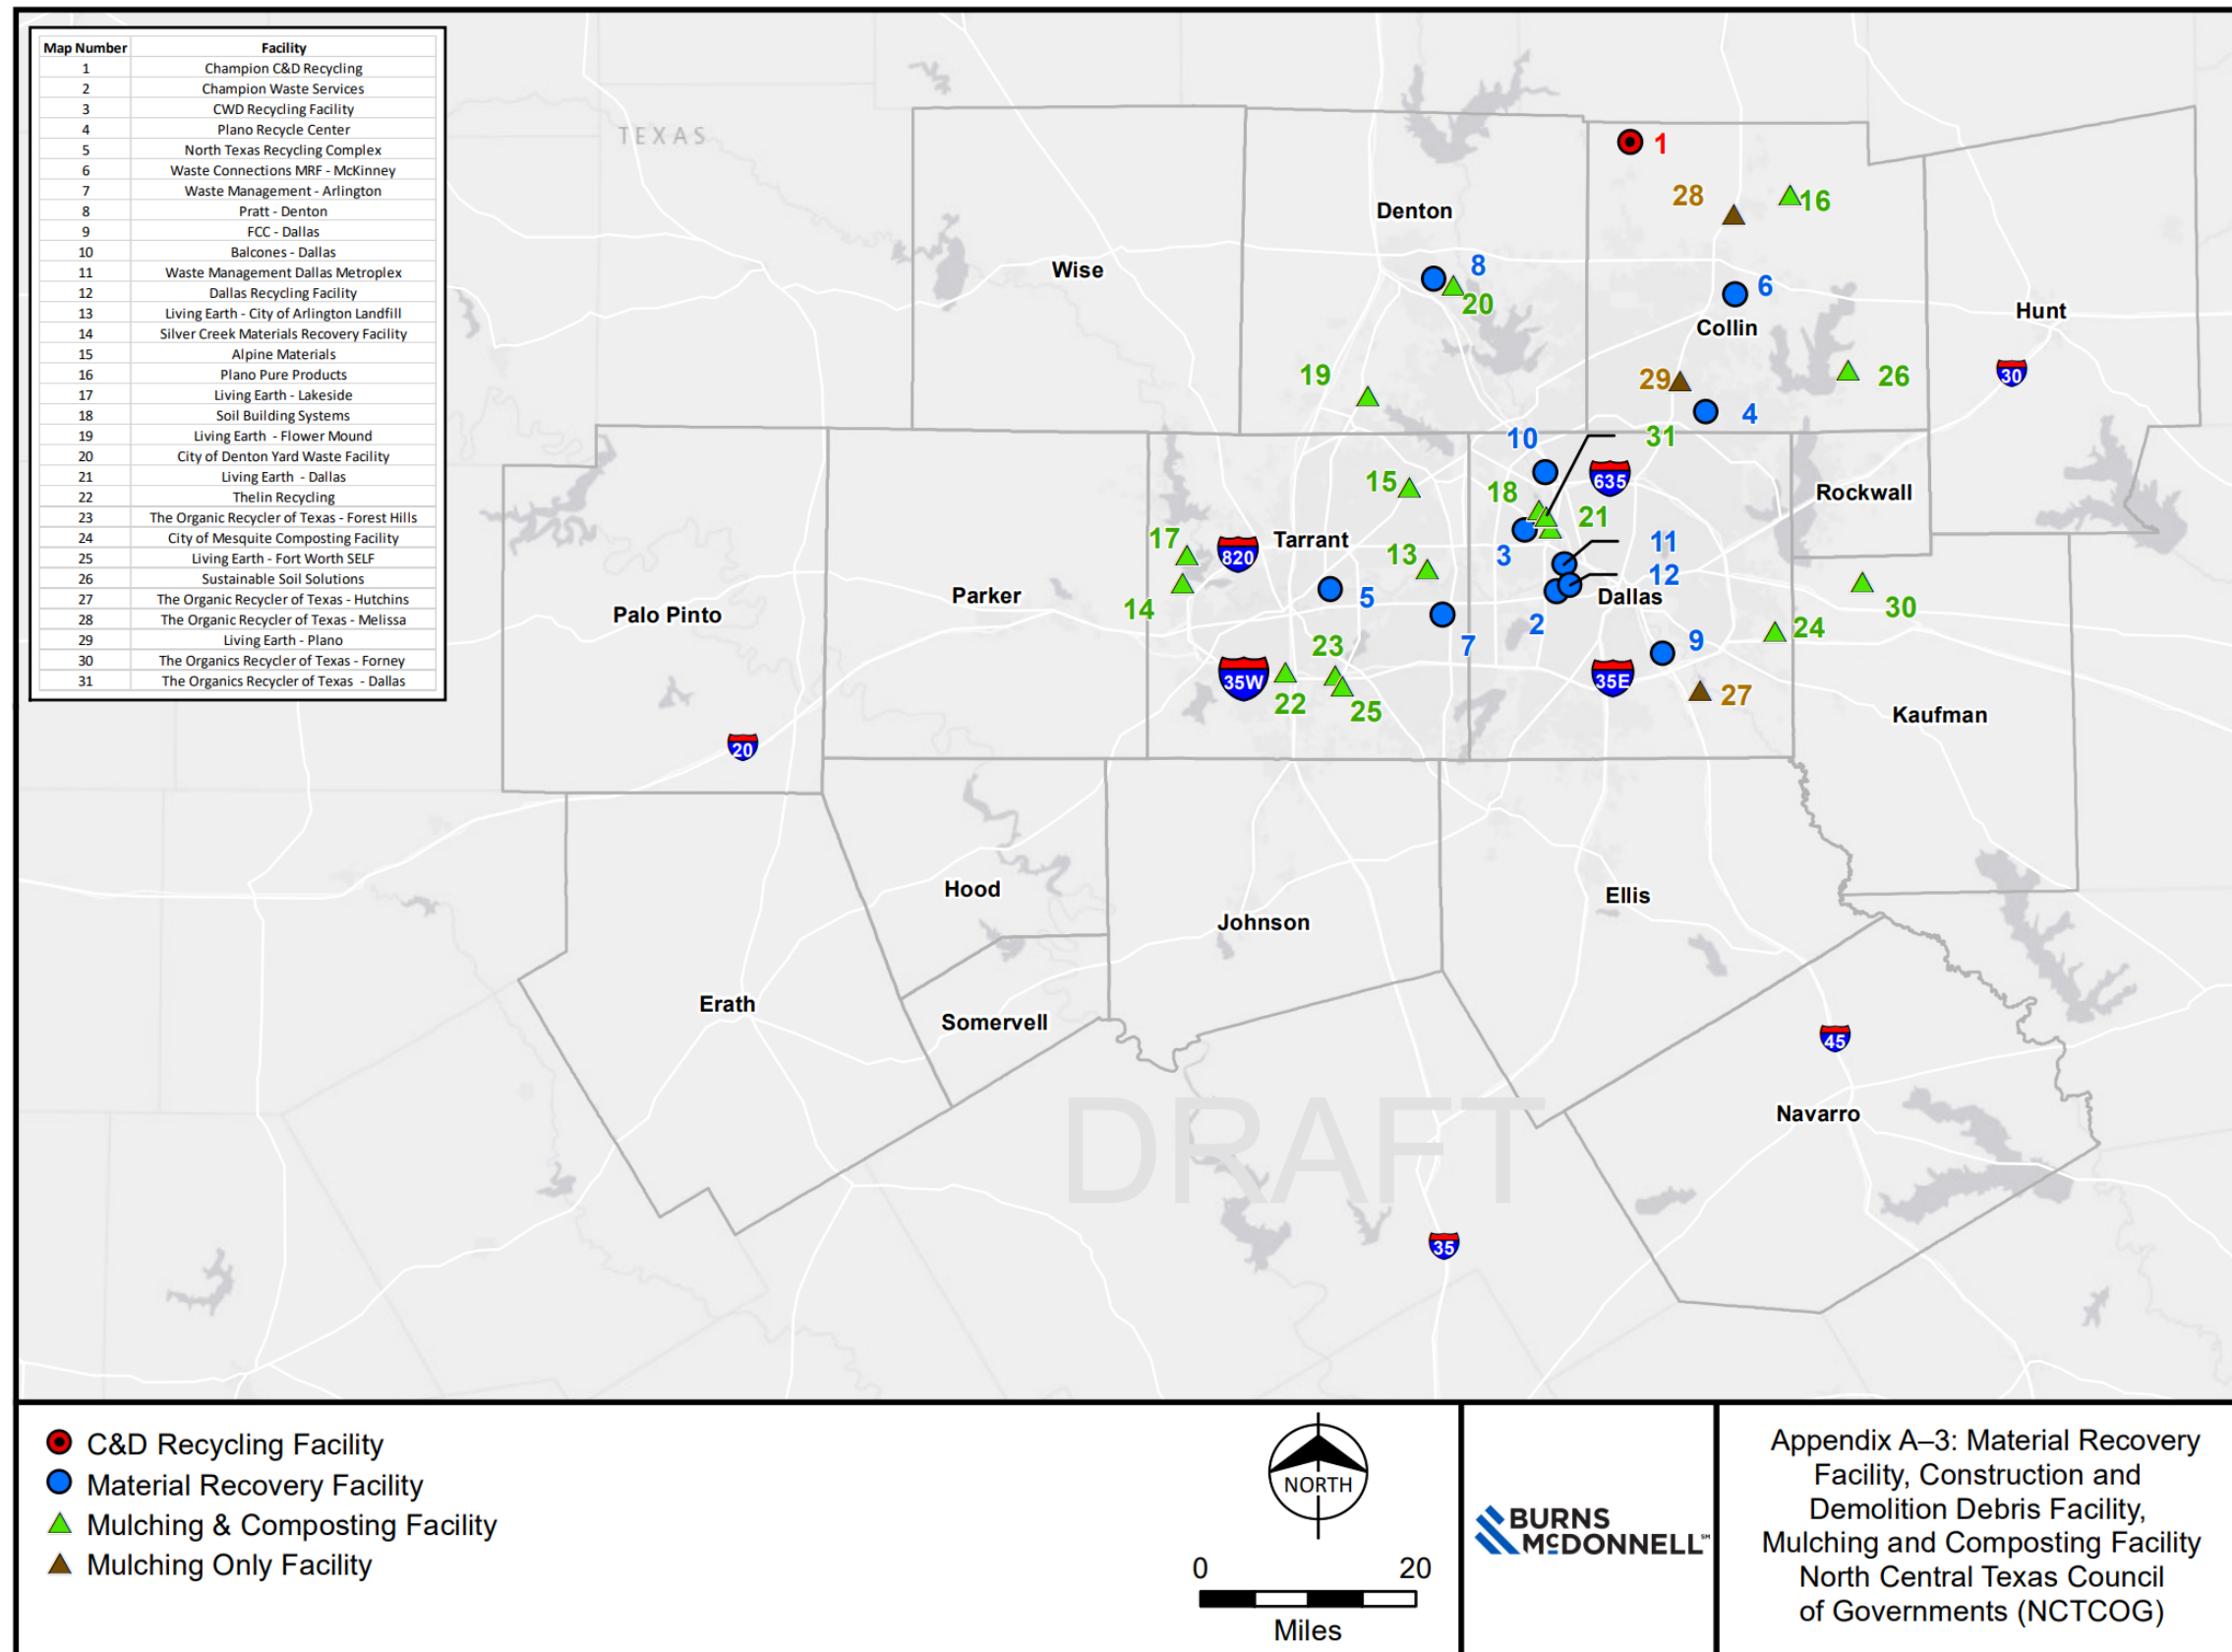 Map Number Facility
1 Champion C&D Recycling
2 Champion Waste Services
3 CWD Recycling Facility
4 Plano Recycle Center
5 North Texas Recycling Complex
6 Waste Connections MRF - McKinney
7 Waste Management - Arlington
8 Pratt - Denton
9 FCC - Dallas
10 Balcones - Dallas
11 Waste Management Dallas Metroplex
12 Dallas Recycling Facility
13 Living Earth - City of Arlington Landfill
14 Silver Creek Materials Recovery Facility
15 Alpine Materials
16 Plano Pure Products
17 Living Earth - Lakeside
18 Soil Building Systems
19 Living Earth - Flower Mound
20 City of Denton Yard Waste Facility
21 Living Earth - Dallas
22 Thelin Recycling
23 The Organic Recycler of Texas - Forest Hills
24 City of Mesquite Composting Facility
25 Living Earth - Fort Worth SELF
26 Sustainable Soil Solutions
27 The Organic Recycler of Texas - Hutchins
28 The Organic Recycler of Texas - Melissa
29 Living Earth - Plano
30 The Organics Recycler of Texas - Forney
31 The Organics Recycler of Texas - Dallas
TEXAS
1
28
16
Denton
8
Wise
6
20
Hunt
Collin
30
19
29
26
4
10
31
15
635
18
Rockwall
21
17
Tarrant
11
820
13
3
12
Parker
5
Dallas
14
30
Palo Pinto
2
24
23
7
9
35W
35E
27
22
25
Kaufman
20
Hood
Ellis
Johnson
Erath
Somervell
45
Navarro
DRAFT
35
C&D Recycling Facility
Material Recovery Facility
Mulching & Composting Facility
Mulching Only Facility
NORTH
0 20
Miles
BURNS
McDONNELL SM
Appendix A–3: Material Recovery
Facility, Construction and
Demolition Debris Facility,
Mulching and Composting Facility
North Central Texas Council
of Governments (NCTCOG)